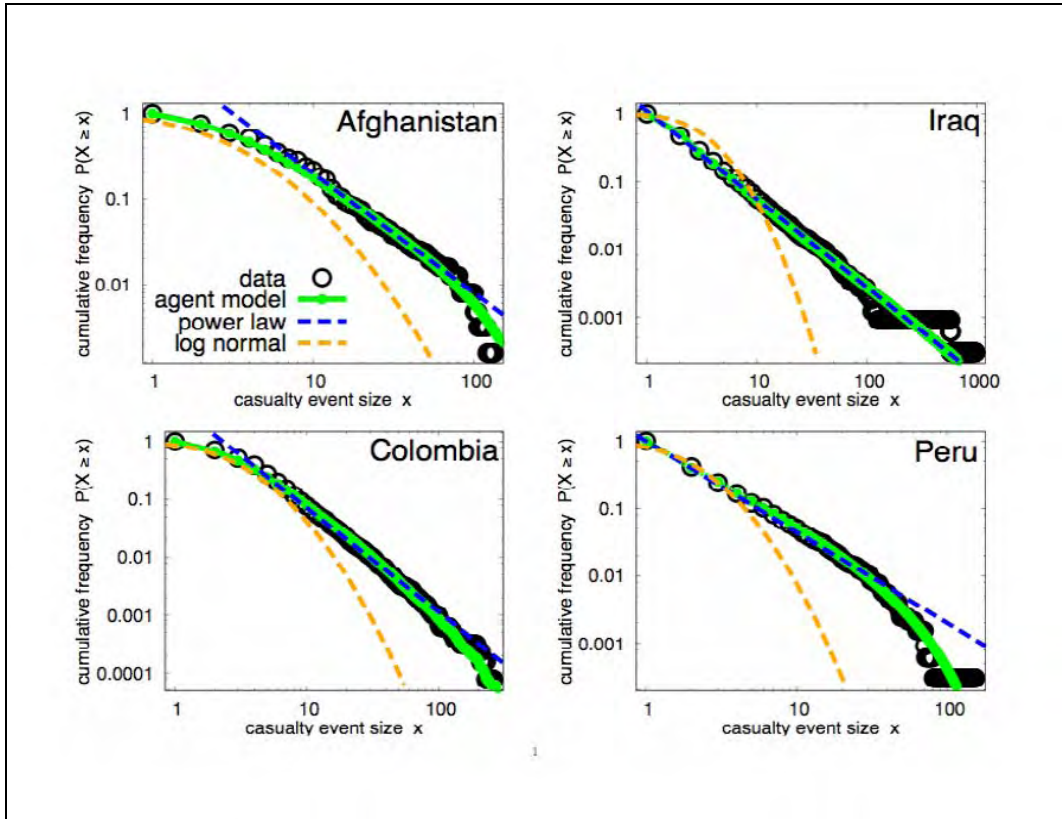 Afghanistan
cumulative frequency P(X ≥ x)
1
0.1
0.01
data
agent model
power law
log normal
1 10 100
casualty event size x
Iraq
cumulative frequency P(X ≥ x)
1
0.1
0.01
0.001
1 10 100 1000
casualty event size x
Colombia
cumulative frequency P(X ≥ x)
1
0.1
0.01
0.001
0.0001
1 10 100
casualty event size x
Peru
cumulative frequency P(X ≥ x)
1
0.1
0.01
0.001
1 10 100
casualty event size x
1